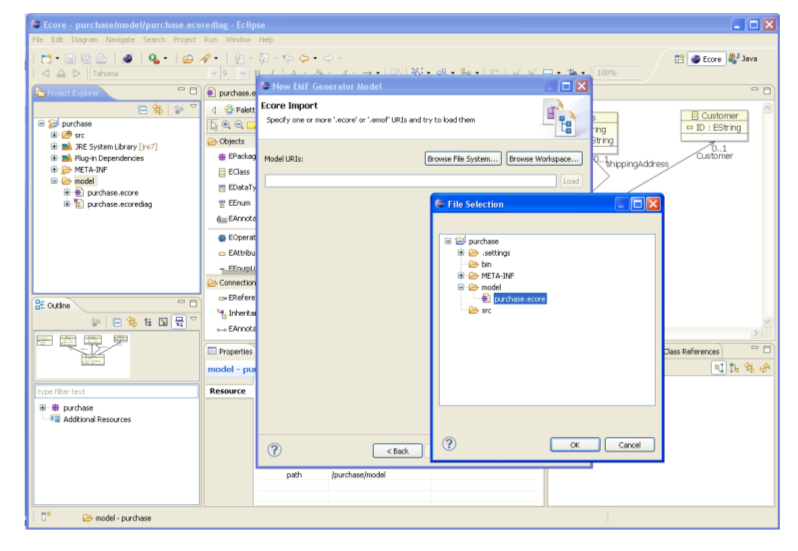 Ecore - purchase/model/purchase.ecorediag - Eclipse
File Edit Diagram Navigate Search Project Run Window Help
Tahoma
9
100%
Ecore
Java
Project Explorer
purchase
src
JRE System Library [jre7]
Plug-in Dependencies
META-INF
model
purchase.ecore
purchase.ecorediag
Outline
type filter text
purchase
Additional Resources
purchase.e
Palett
Objects
EPackag
EClass
EDataTy
EEnum
EAnnota
EOperat
EAttribu
EEnumLi
Connection
ERefere
Inherita
EAnnota
Properties
model - pur
Resource
path
/purchase/model
New EMF Generator Model
Ecore Import
Specify one or more '.ecore' or '.emof' URIs and try to load them
Model URIs:
Browse File System...
Browse Workspace...
Load
< Back
File Selection
purchase
.settings
bin
META-INF
model
purchase.ecore
src
OK
Cancel
ring
String
Customer
ID : EString
0..1
shippingAddress
0..1
Customer
Class References
model - purchase